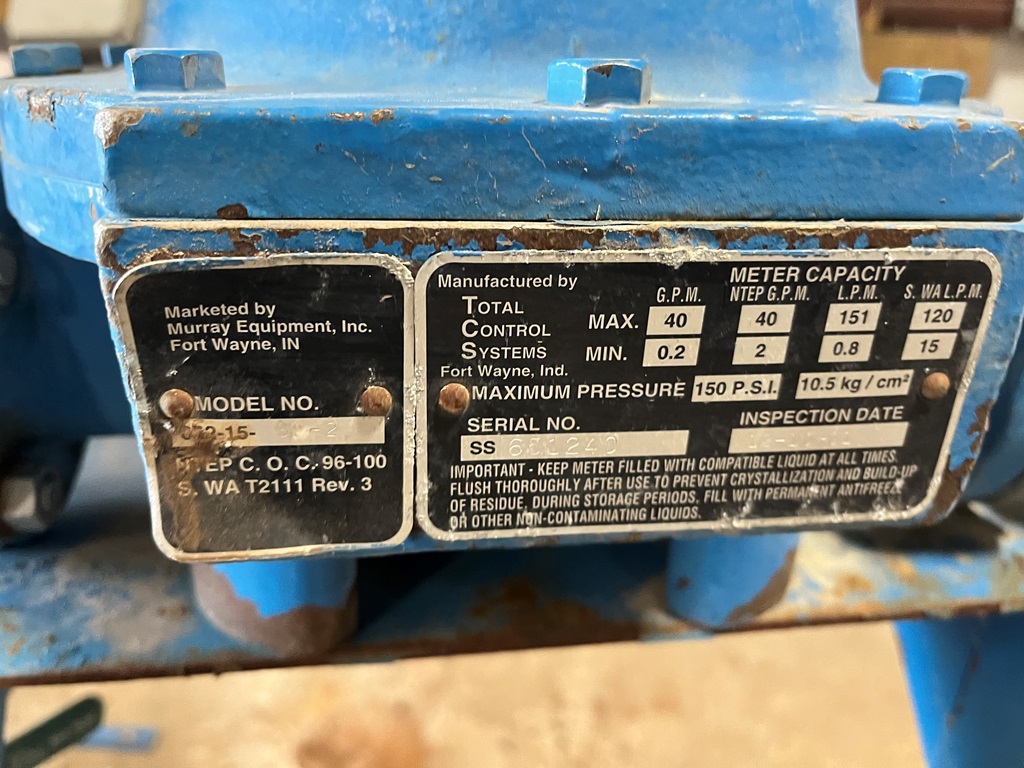 Marketed by
Murray Equipment, Inc.
Fort Wayne, IN
MODEL NO.
-15-
NTEP C. O. C. 96-100
S. WA T2111 Rev. 3
Manufactured by
TOTAL
CONTROL
SYSTEMS
Fort Wayne, Ind.
METER CAPACITY
G.P.M. NTEP G.P.M. L.P.M. S. WA L.P.M.
MAX. 40 40 151 120
MIN. 0.2 2 0.8 15
MAXIMUM PRESSURE 150 P.S.I. 10.5 kg / cm²
SERIAL NO. INSPECTION DATE
SS
IMPORTANT - KEEP METER FILLED WITH COMPATIBLE LIQUID AT ALL TIMES.
FLUSH THOROUGHLY AFTER USE TO PREVENT CRYSTALLIZATION AND BUILD-UP
OF RESIDUE. DURING STORAGE PERIODS, FILL WITH PERMANENT ANTIFREEZE
OR OTHER NON-CONTAMINATING LIQUIDS.